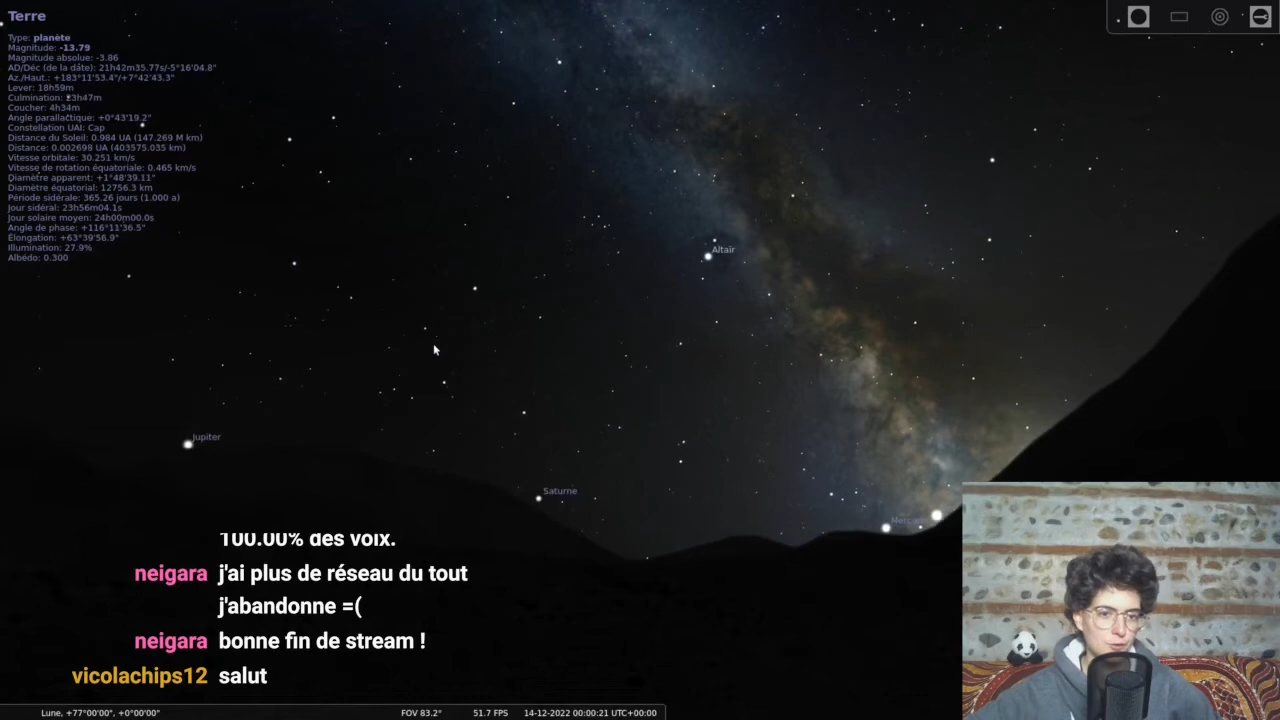 Terre
Type: planète
Magnitude: -13.79
Magnitude absolue: -3.86
AD/Déc (de la date): 21h42m35.77s/-5°16'04.8"
Az./Haut.: +183°11'53.4"/+7°42'43.3"
Lever: 18h59m
Culmination: 23h47m
Coucher: 4h34m
Angle parallactique: +0°43'19.2"
Constellation UAI: Cap
Distance du Soleil: 0.984 UA (147.269 M km)
Distance: 0.002698 UA (403575.035 km)
Vitesse orbitale: 30.251 km/s
Vitesse de rotation équatoriale: 0.465 km/s
Diamètre apparent: +1°48'39.11"
Diamètre équatorial: 12756.3 km
Période sidérale: 365.26 jours (1.000 a)
Jour sidéral: 23h56m04.1s
Jour solaire moyen: 24h00m00.0s
Angle de phase: +116°11'36.5"
Élongation: +63°39'56.9"
Illumination: 27.9%
Albédo: 0.300
Altaïr
Jupiter
Saturne
Mercure
100.00% des voix.
neigara j'ai plus de réseau du tout
j'abandonne =(
neigara bonne fin de stream !
vicolachips12 salut
Lune, +77°00'00", +0°00'00" FOV 83.2° 51.7 FPS 14-12-2022 00:00:21 UTC+00:00